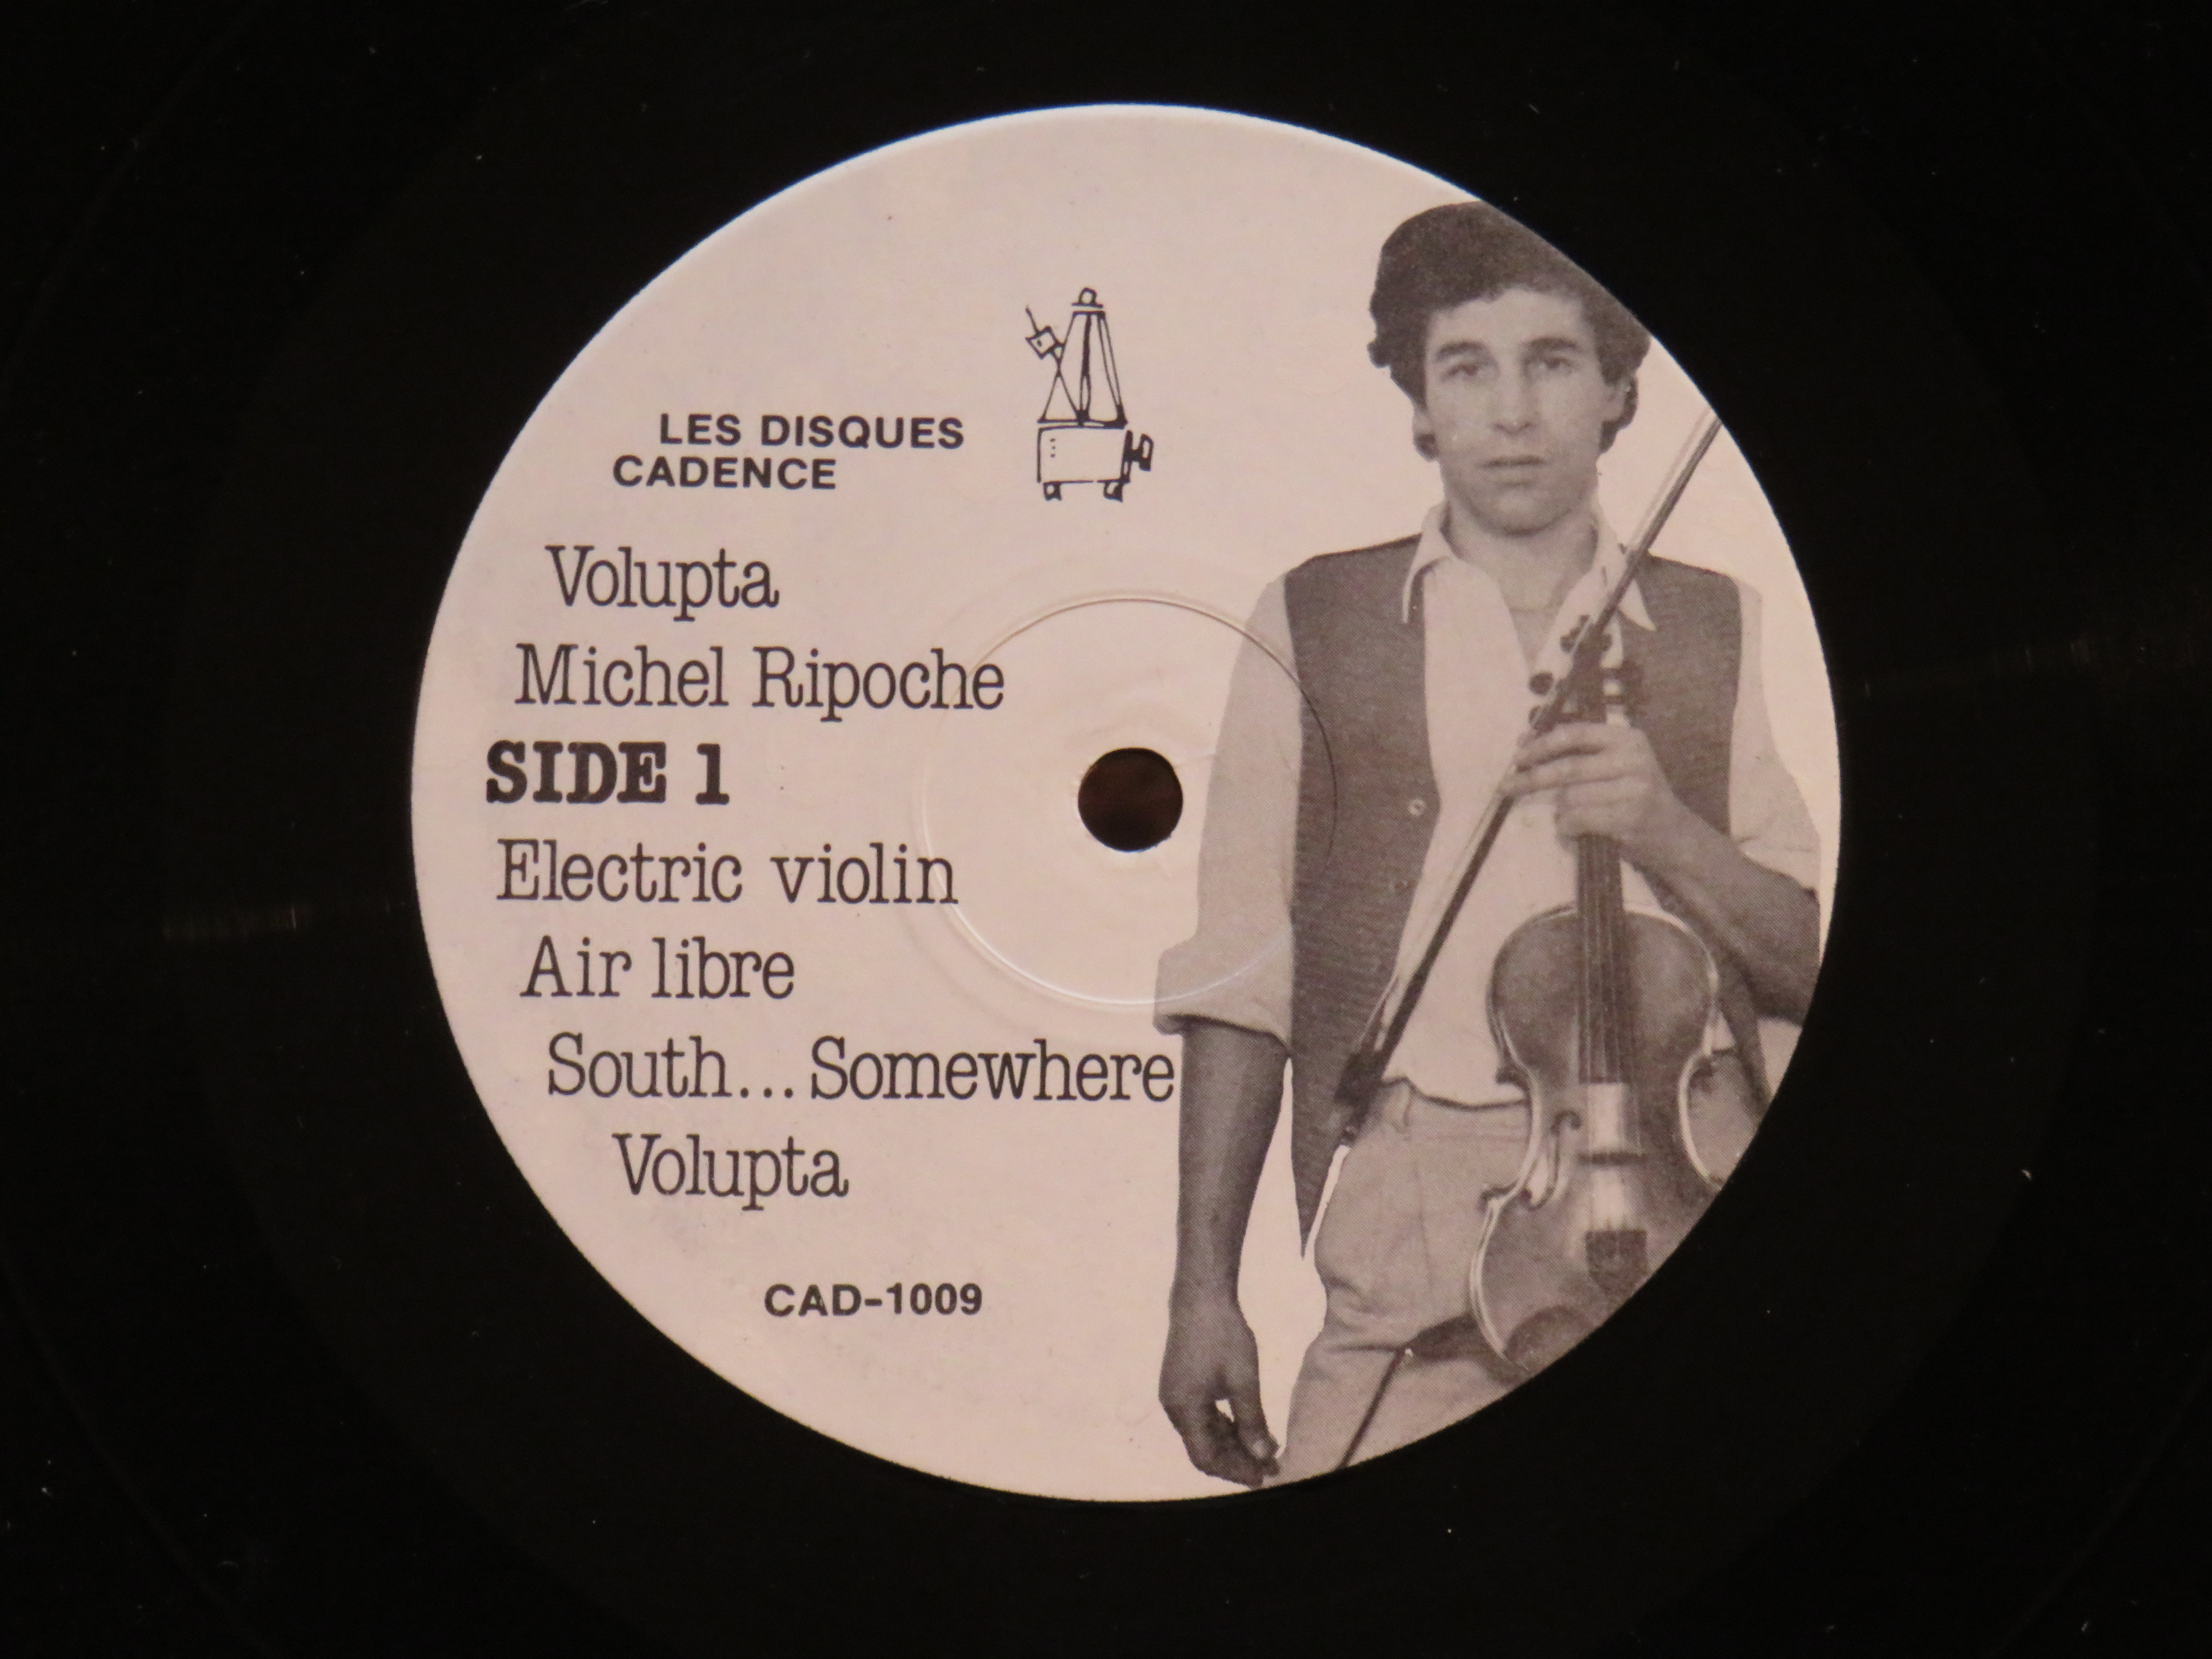 LES DISQUES
CADENCE
Volupta
Michel Ripoche
SIDE 1
Electric violin
Air libre
South... Somewhere
Volupta
CAD-1009